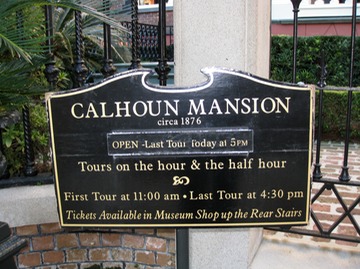 CALHOUN MANSION
circa 1876
OPEN - Last Tour Today at 5PM
Tours on the hour & the half hour
First Tour at 11:00 am • Last Tour at 4:30 pm
Tickets Available in Museum Shop up the Rear Stairs